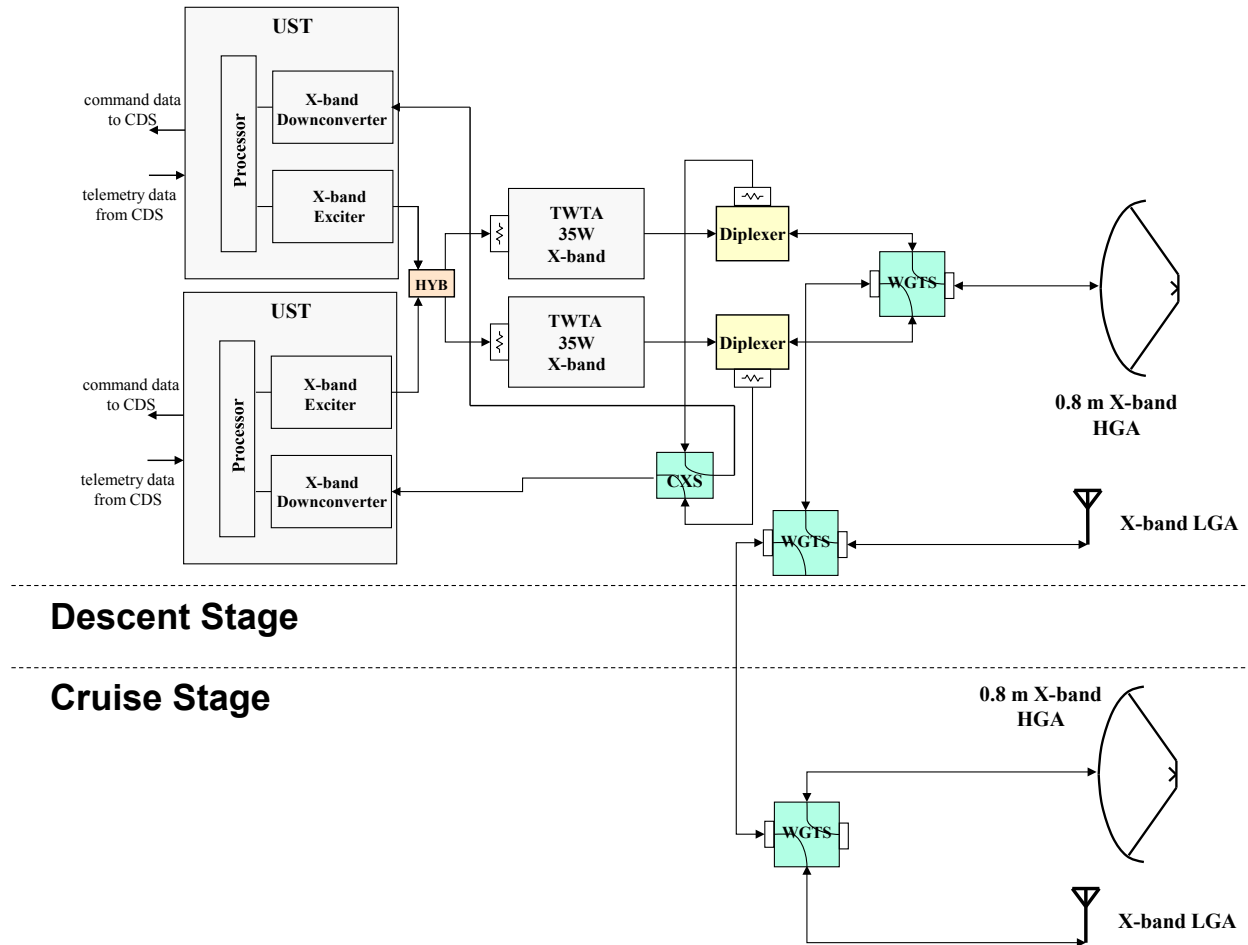 UST
command data
to CDS
telemetry data
from CDS
Processor
X-band
Downconverter
X-band
Exciter
HYB
TWTA
35W
X-band
Diplexer
WGTS
0.8 m X-band
HGA
UST
command data
to CDS
telemetry data
from CDS
Processor
X-band
Exciter
X-band
Downconverter
TWTA
35W
X-band
Diplexer
CXS
WGTS
X-band LGA
Descent Stage
Cruise Stage
0.8 m X-band
HGA
WGTS
X-band LGA